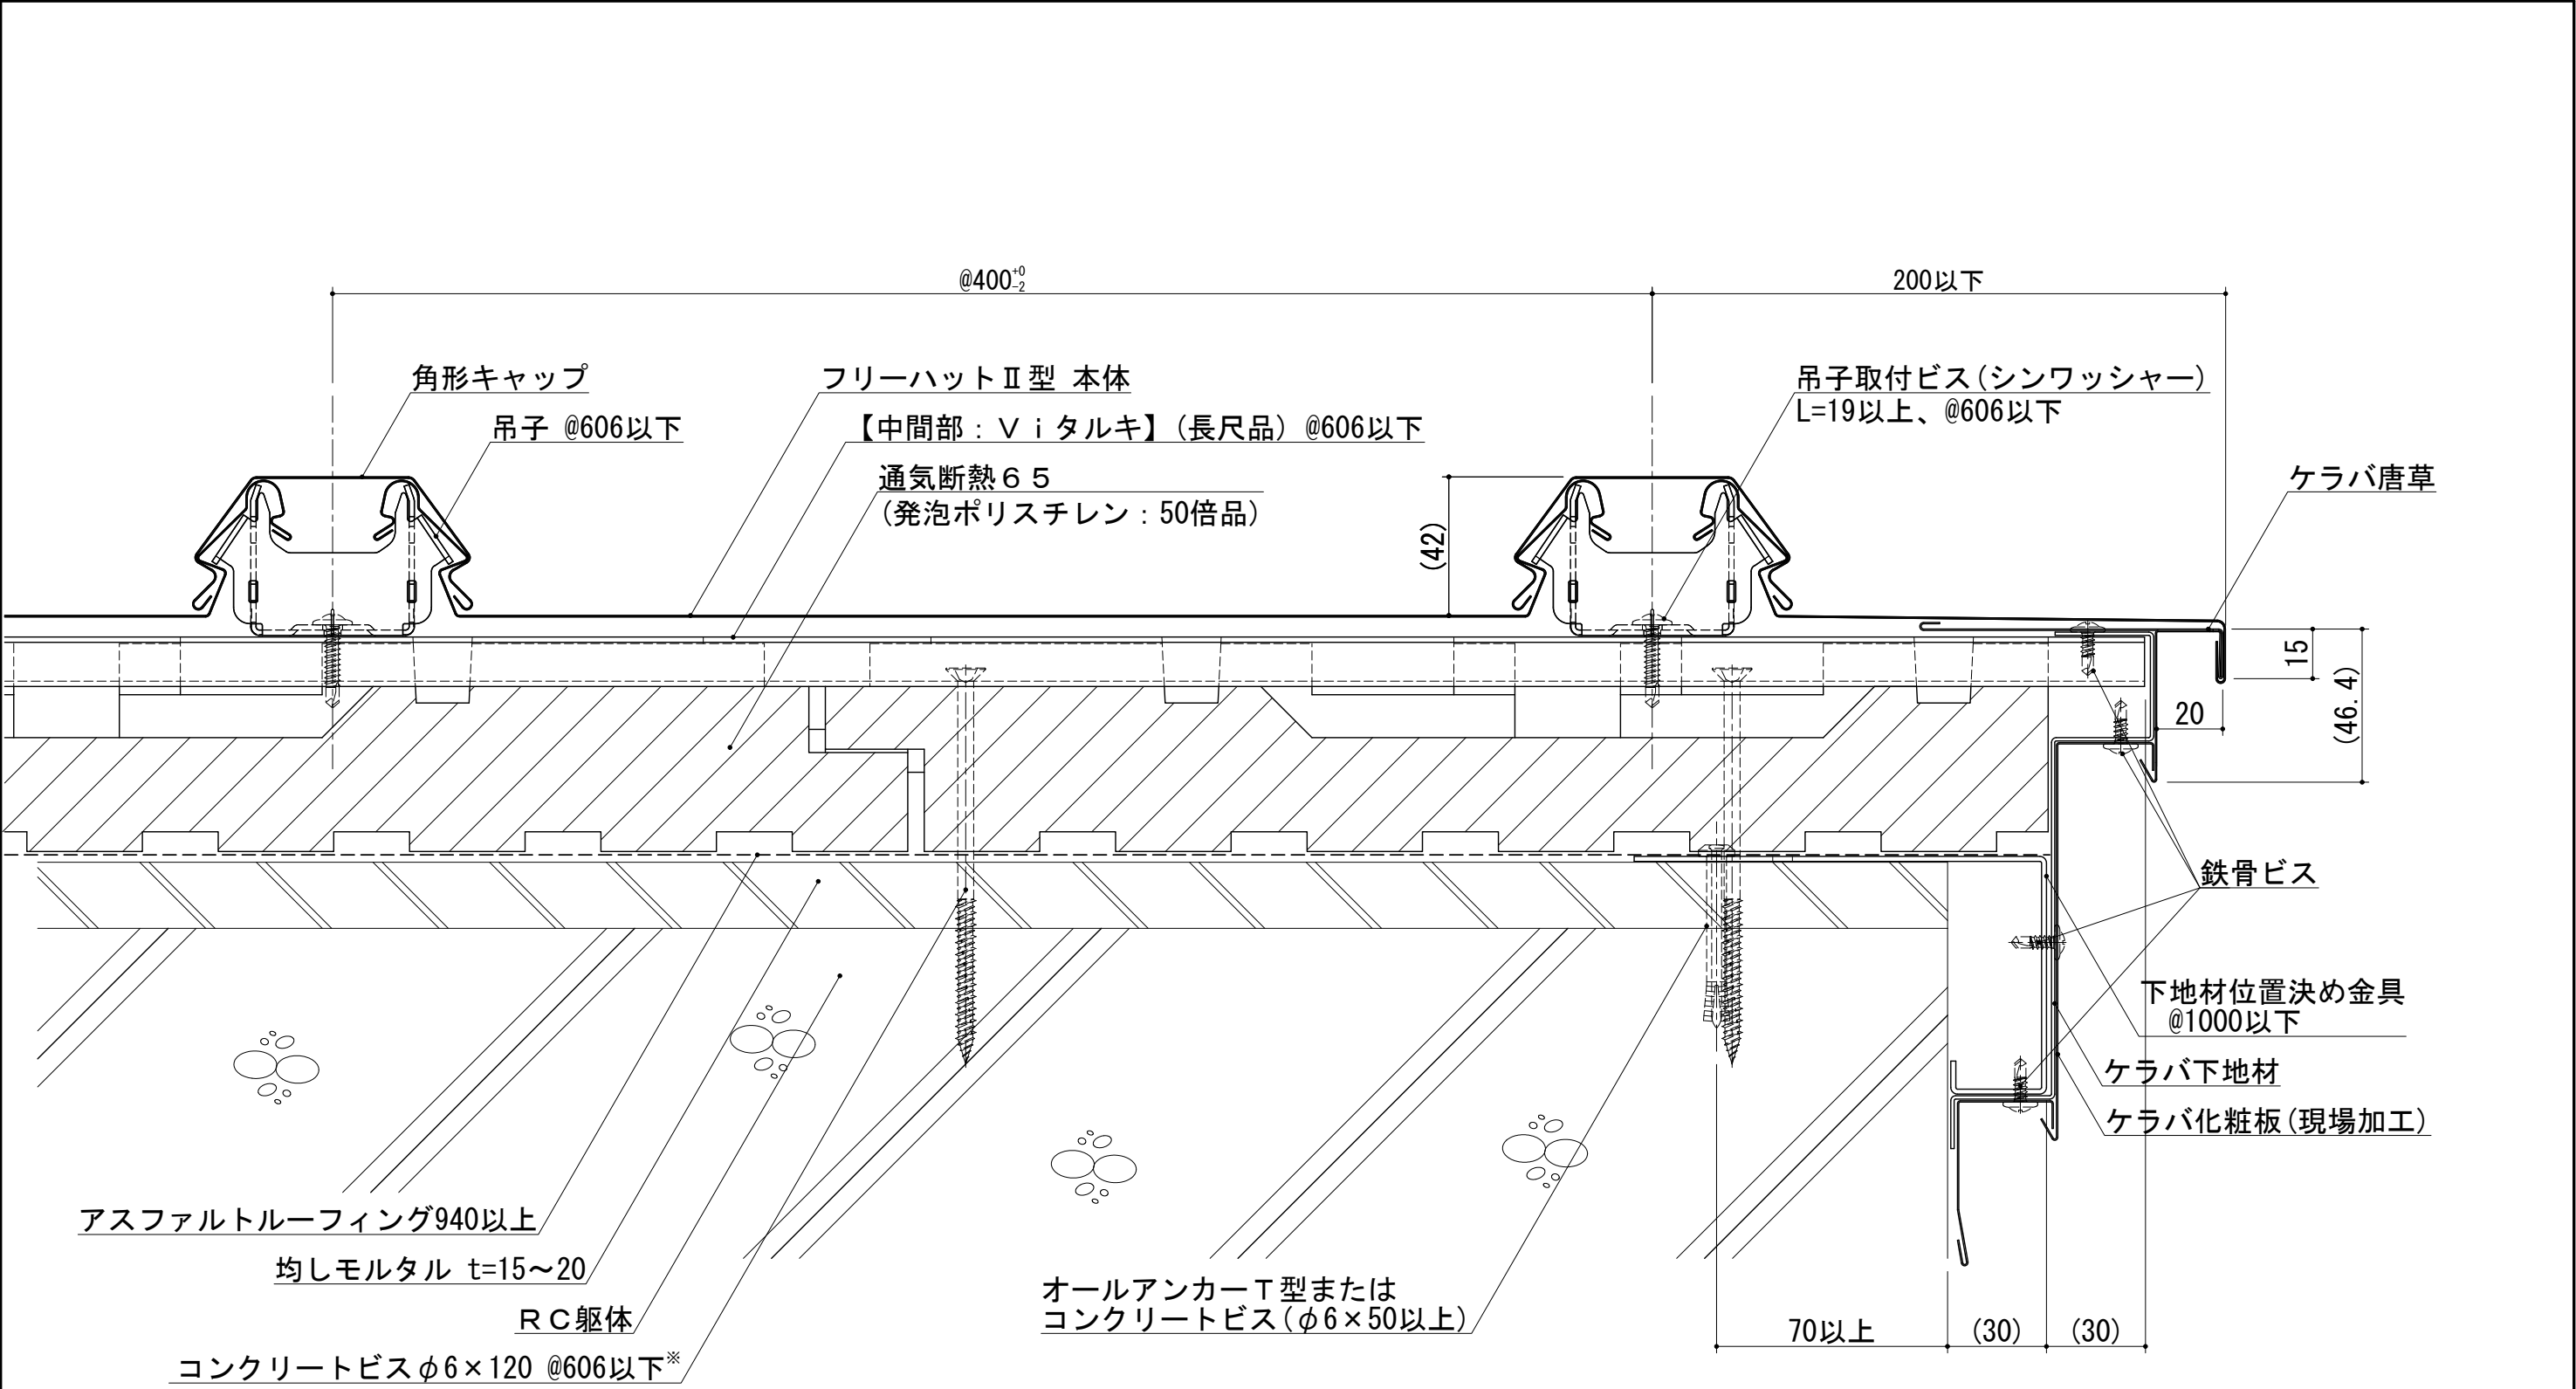 @400+0-2
200以下
角形キャップ
フリーハットⅡ型 本体
吊子取付ビス(シンワッシャー)
L=19以上、@606以下
吊子 @606以下
【中間部：Ｖｉタルキ】(長尺品) @606以下
通気断熱６５
(発泡ポリスチレン：50倍品)
ケラバ唐草
(42)
15
(46.4)
20
鉄骨ビス
下地材位置決め金具
@1000以下
ケラバ下地材
ケラバ化粧板(現場加工)
アスファルトルーフィング940以上
均しモルタル t=15～20
ＲＣ躯体
コンクリートビスφ6×120 @606以下※
オールアンカーＴ型または
コンクリートビス(φ6×50以上)
70以上
(30)
(30)